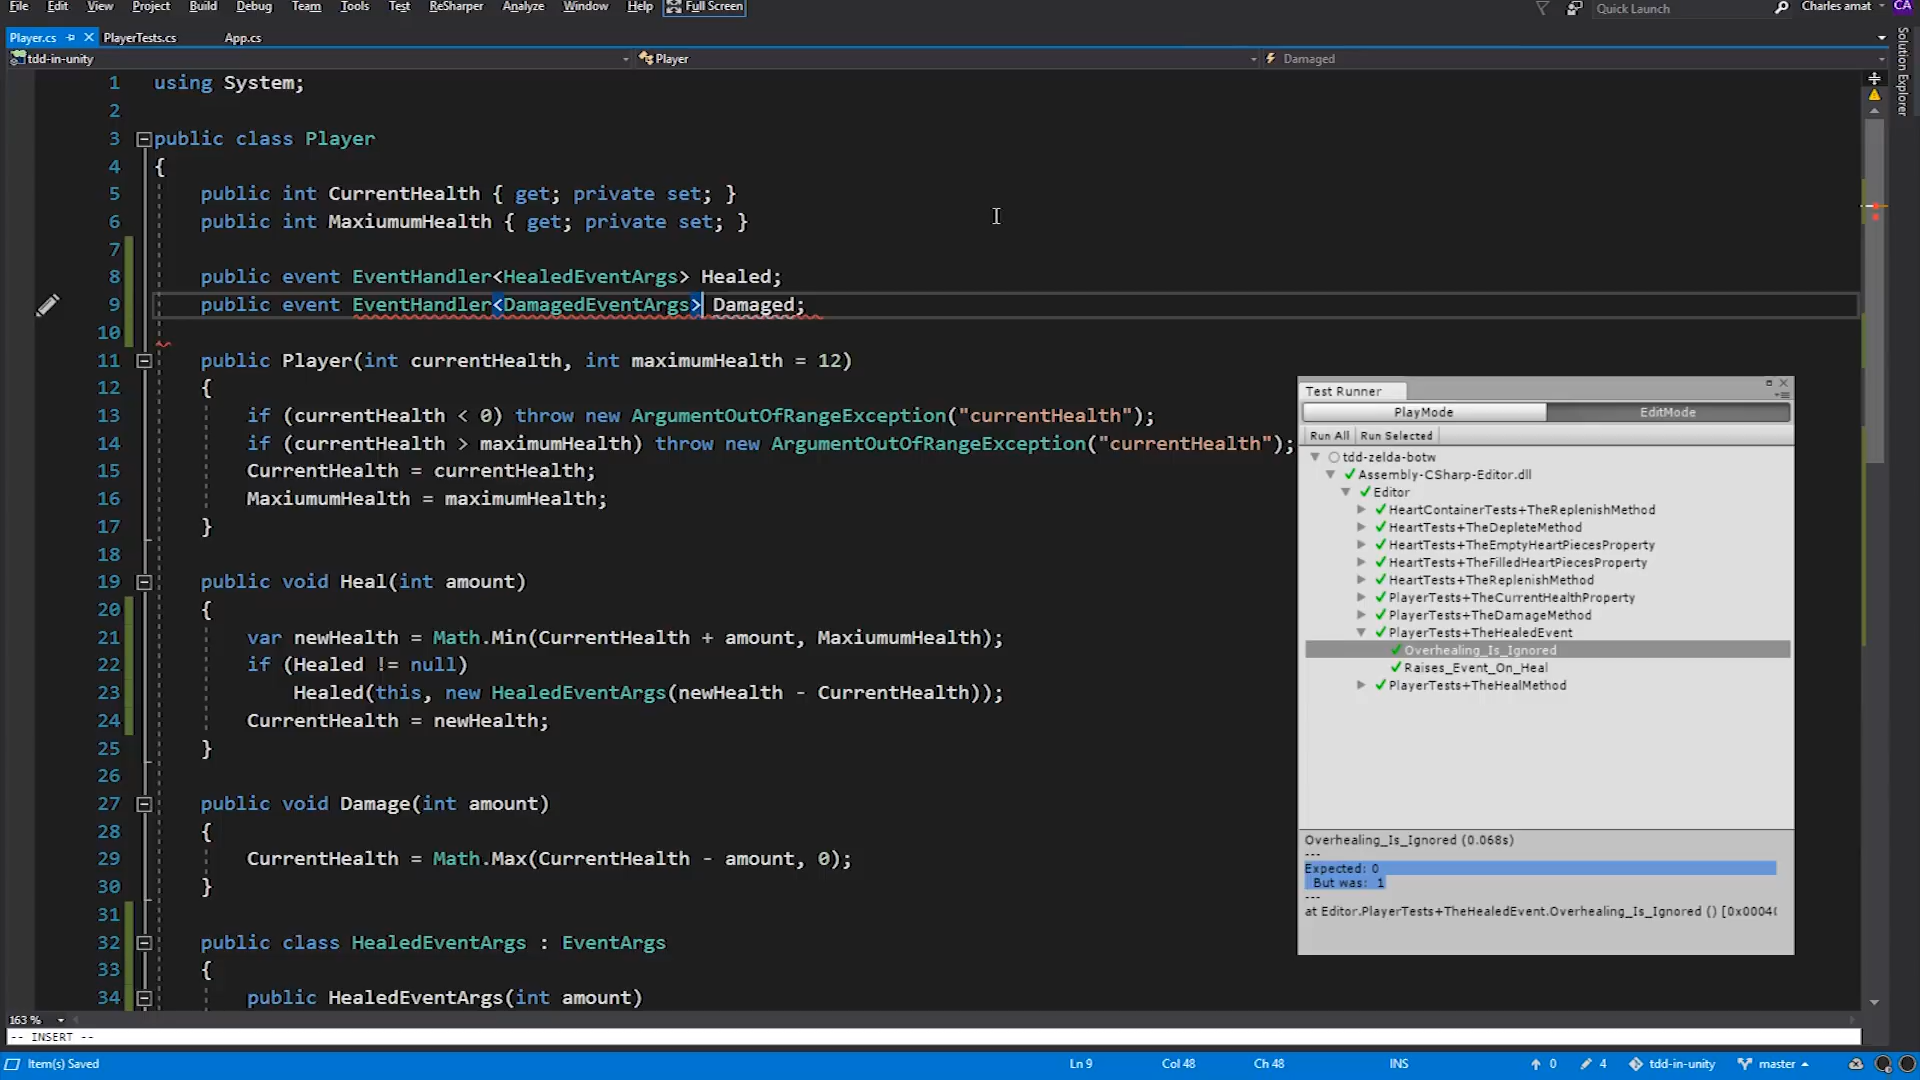 File Edit View Project Build Debug Team Tools Test ReSharper Analyze Window Help Full Screen Quick Launch Charles amat CA
Player.cs PlayerTests.cs App.cs
tdd-in-unity Player Damaged
Solution Explorer
1 using System;
2
3 public class Player
4 {
5 public int CurrentHealth { get; private set; }
6 public int MaxiumumHealth { get; private set; }
7
8 public event EventHandler<HealedEventArgs> Healed;
9 public event EventHandler<DamagedEventArgs> Damaged;
10
11 public Player(int currentHealth, int maximumHealth = 12)
12 {
13 if (currentHealth < 0) throw new ArgumentOutOfRangeException("currentHealth");
14 if (currentHealth > maximumHealth) throw new ArgumentOutOfRangeException("currentHealth");
15 CurrentHealth = currentHealth;
16 MaxiumumHealth = maximumHealth;
17 }
18
19 public void Heal(int amount)
20 {
21 var newHealth = Math.Min(CurrentHealth + amount, MaxiumumHealth);
22 if (Healed != null)
23 Healed(this, new HealedEventArgs(newHealth - CurrentHealth));
24 CurrentHealth = newHealth;
25 }
26
27 public void Damage(int amount)
28 {
29 CurrentHealth = Math.Max(CurrentHealth - amount, 0);
30 }
31
32 public class HealedEventArgs : EventArgs
33 {
34 public HealedEventArgs(int amount)
Test Runner
PlayMode EditMode
Run All Run Selected
tdd-zelda-botw
Assembly-CSharp-Editor.dll
Editor
HeartContainerTests+TheReplenishMethod
HeartTests+TheDepleteMethod
HeartTests+TheEmptyHeartPiecesProperty
HeartTests+TheFilledHeartPiecesProperty
HeartTests+TheReplenishMethod
PlayerTests+TheCurrentHealthProperty
PlayerTests+TheDamageMethod
PlayerTests+TheHealedEvent
Overhealing_Is_Ignored
Raises_Event_On_Heal
PlayerTests+TheHealMethod
Overhealing_Is_Ignored (0.068s)
---
Expected: 0
But was: 1
---
at Editor.PlayerTests+TheHealedEvent.Overhealing_Is_Ignored () [0x0004(
163 %
-- INSERT --
Item(s) Saved Ln 9 Col 48 Ch 48 INS 0 4 tdd-in-unity master